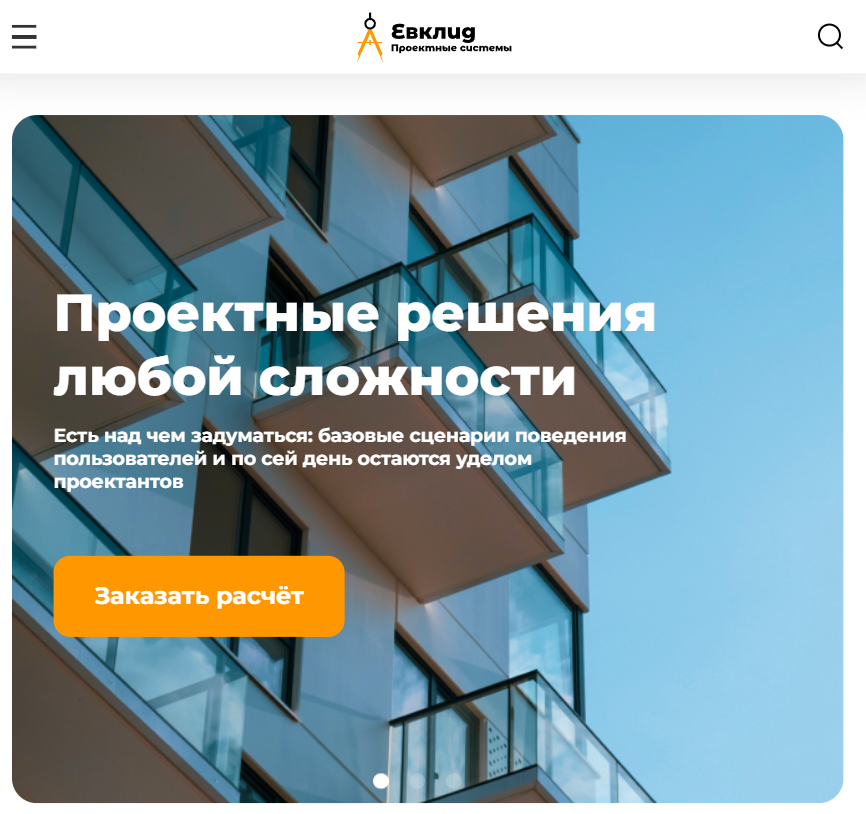 Евклид
Проектные системы
Проектные решения
любой сложности
Есть над чем задуматься: базовые сценарии поведения
пользователей и по сей день остаются уделом
проектантов
Заказать расчёт